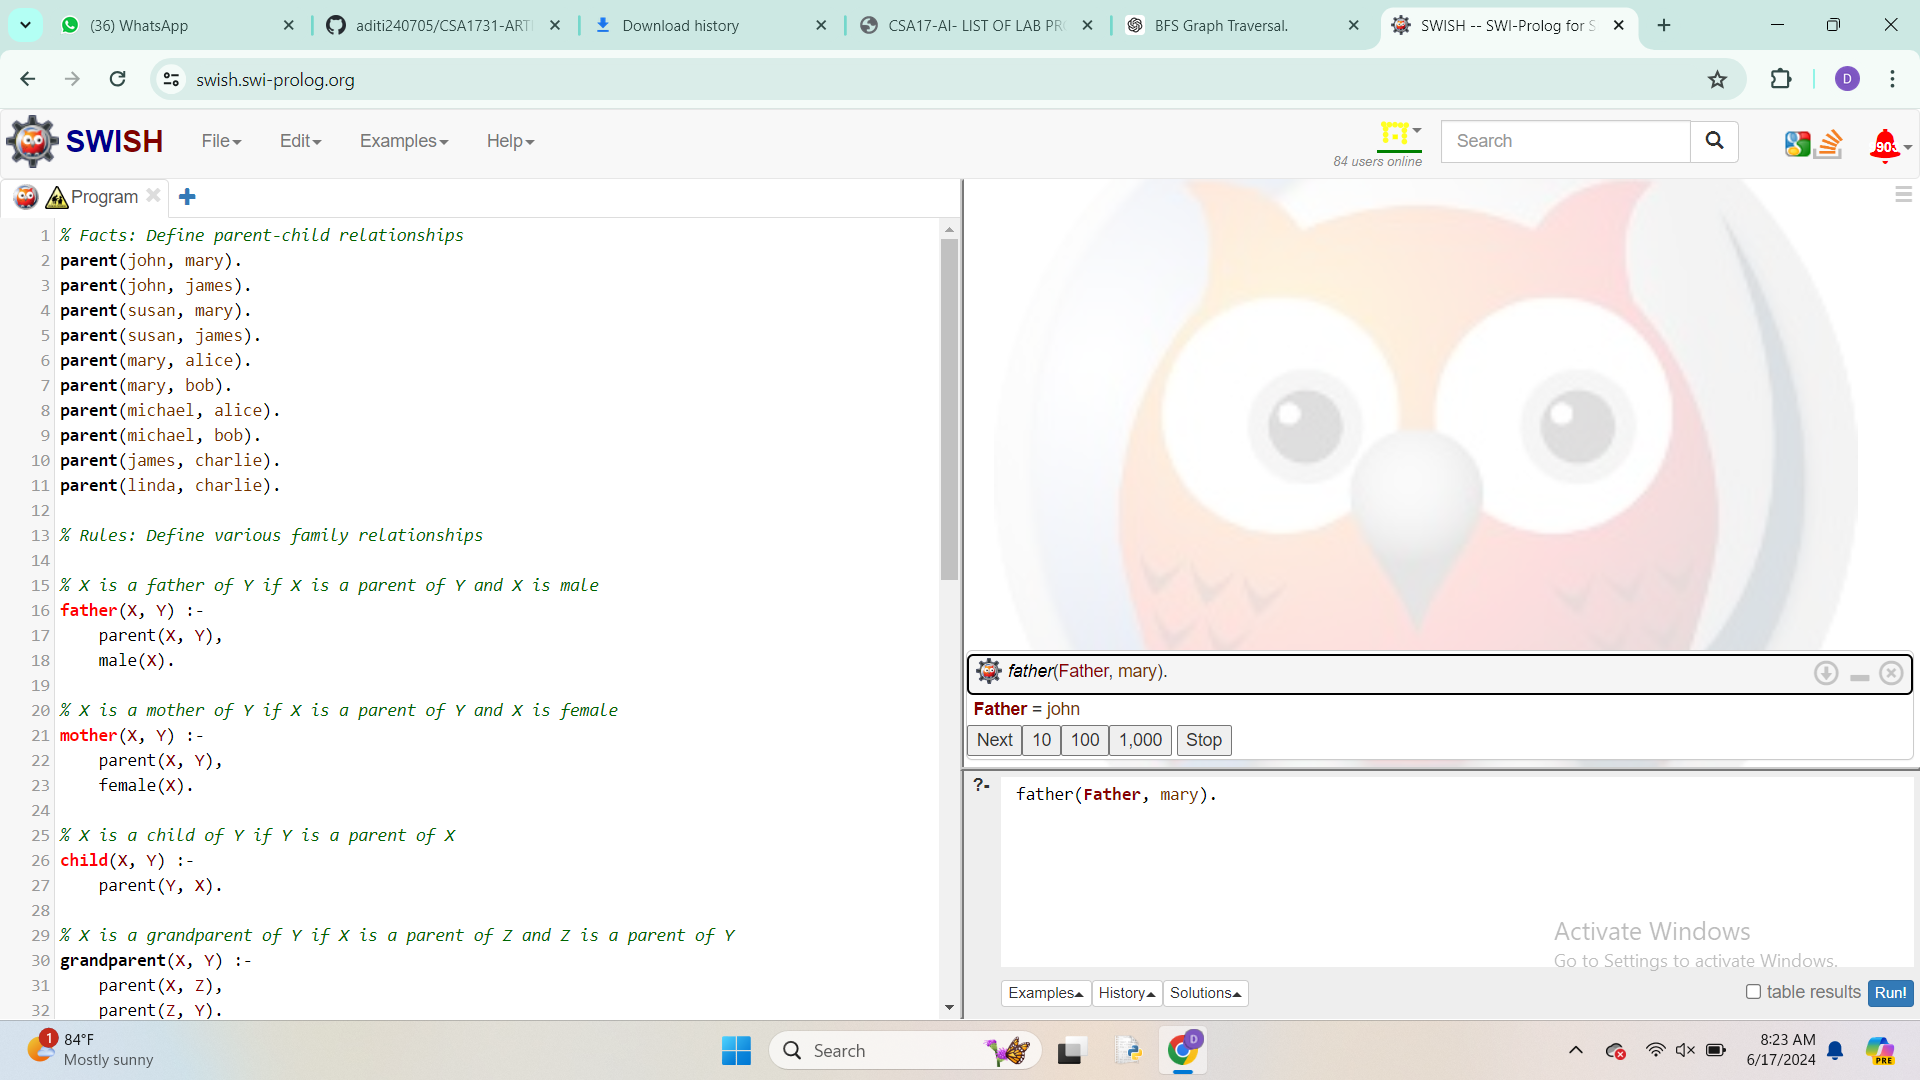 (36) WhatsApp
aditi240705/CSA1731-ARTI
Download history
CSA17-AI- LIST OF LAB PRO
BFS Graph Traversal.
SWISH -- SWI-Prolog for S
swish.swi-prolog.org
D
SWISH
File
Edit
Examples
Help
84 users online
Search
903
Program
1 % Facts: Define parent-child relationships
2 parent(john, mary).
3 parent(john, james).
4 parent(susan, mary).
5 parent(susan, james).
6 parent(mary, alice).
7 parent(mary, bob).
8 parent(michael, alice).
9 parent(michael, bob).
10 parent(james, charlie).
11 parent(linda, charlie).
12
13 % Rules: Define various family relationships
14
15 % X is a father of Y if X is a parent of Y and X is male
16 father(X, Y) :-
17     parent(X, Y),
18     male(X).
19
20 % X is a mother of Y if X is a parent of Y and X is female
21 mother(X, Y) :-
22     parent(X, Y),
23     female(X).
24
25 % X is a child of Y if Y is a parent of X
26 child(X, Y) :-
27     parent(Y, X).
28
29 % X is a grandparent of Y if X is a parent of Z and Z is a parent of Y
30 grandparent(X, Y) :-
31     parent(X, Z),
32     parent(Z, Y).
father(Father, mary).
Father = john
Next 10 100 1,000 Stop
?- father(Father, mary).
Activate Windows
Go to Settings to activate Windows.
Examples History Solutions
table results Run!
1
84°F
Mostly sunny
Search
D
8:23 AM
6/17/2024
PRE